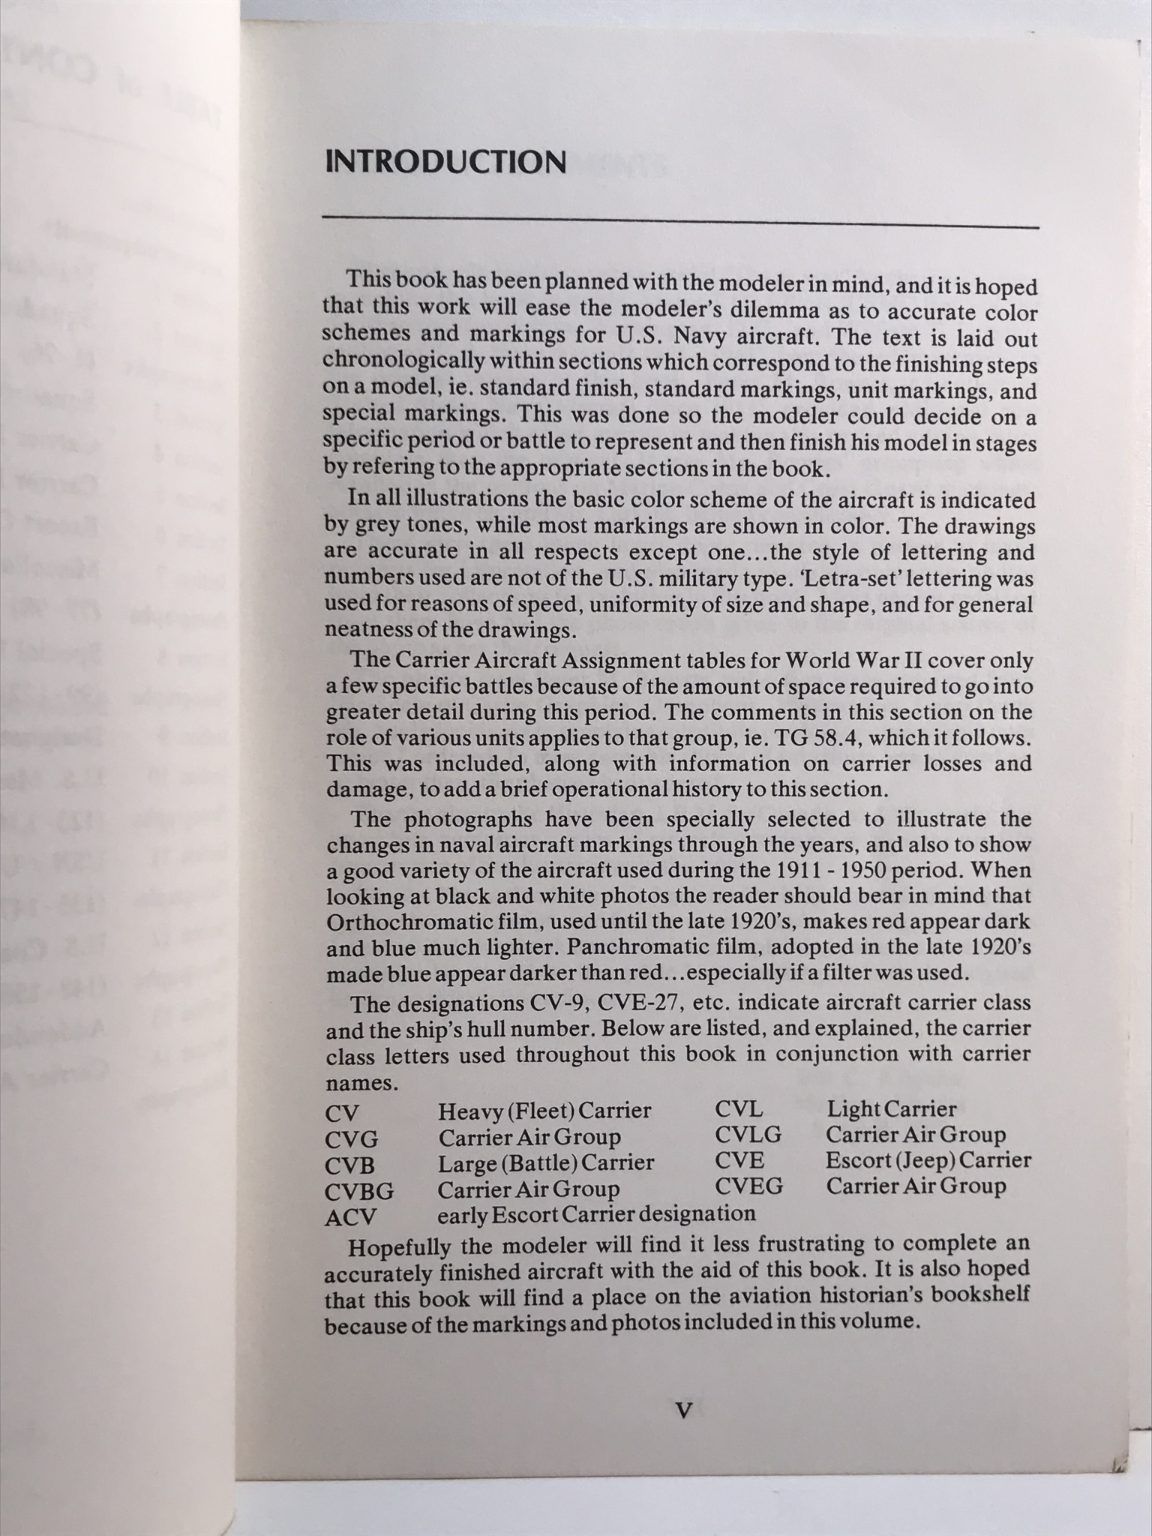 INTRODUCTION
This book has been planned with the modeler in mind, and it is hoped
that this work will ease the modeler's dilemma as to accurate color
schemes and markings for U.S. Navy aircraft. The text is laid out
chronologically within sections which correspond to the finishing steps
on a model, ie. standard finish, standard markings, unit markings, and
special markings. This was done so the modeler could decide on a
specific period or battle to represent and then finish his model in stages
by refering to the appropriate sections in the book.
In all illustrations the basic color scheme of the aircraft is indicated
by grey tones, while most markings are shown in color. The drawings
are accurate in all respects except one...the style of lettering and
numbers used are not of the U.S. military type. 'Letra-set' lettering was
used for reasons of speed, uniformity of size and shape, and for general
neatness of the drawings.
The Carrier Aircraft Assignment tables for World War II cover only
a few specific battles because of the amount of space required to go into
greater detail during this period. The comments in this section on the
role of various units applies to that group, ie. TG 58.4, which it follows.
This was included, along with information on carrier losses and
damage, to add a brief operational history to this section.
The photographs have been specially selected to illustrate the
changes in naval aircraft markings through the years, and also to show
a good variety of the aircraft used during the 1911 - 1950 period. When
looking at black and white photos the reader should bear in mind that
Orthochromatic film, used until the late 1920's, makes red appear dark
and blue much lighter. Panchromatic film, adopted in the late 1920's
made blue appear darker than red...especially if a filter was used.
The designations CV-9, CVE-27, etc. indicate aircraft carrier class
and the ship's hull number. Below are listed, and explained, the carrier
class letters used throughout this book in conjunction with carrier
names.
CV Heavy (Fleet) Carrier CVL Light Carrier
CVG Carrier Air Group CVLG Carrier Air Group
CVB Large (Battle) Carrier CVE Escort (Jeep) Carrier
CVBG Carrier Air Group CVEG Carrier Air Group
ACV early Escort Carrier designation
Hopefully the modeler will find it less frustrating to complete an
accurately finished aircraft with the aid of this book. It is also hoped
that this book will find a place on the aviation historian's bookshelf
because of the markings and photos included in this volume.
V